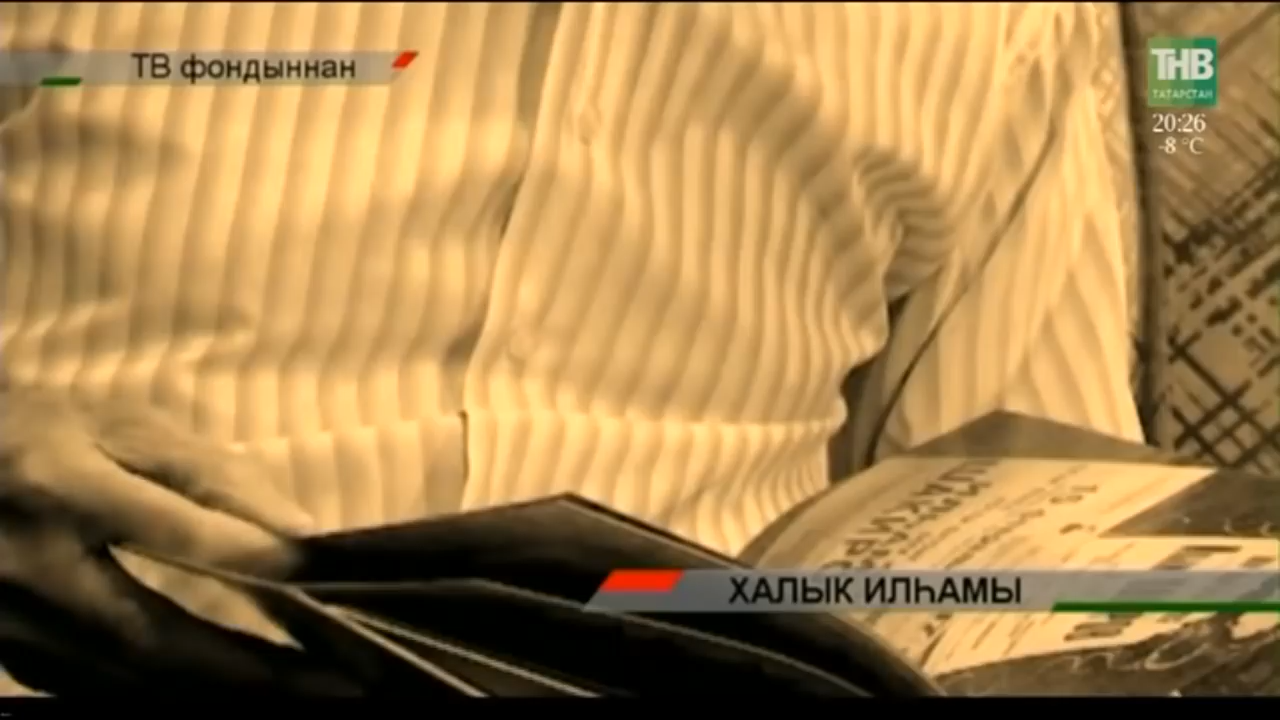 ТВ фондыннан
ТНВ
ТАТАРСТАН
20:26
-8 °C
ХАЛЫК ИЛҺАМЫ